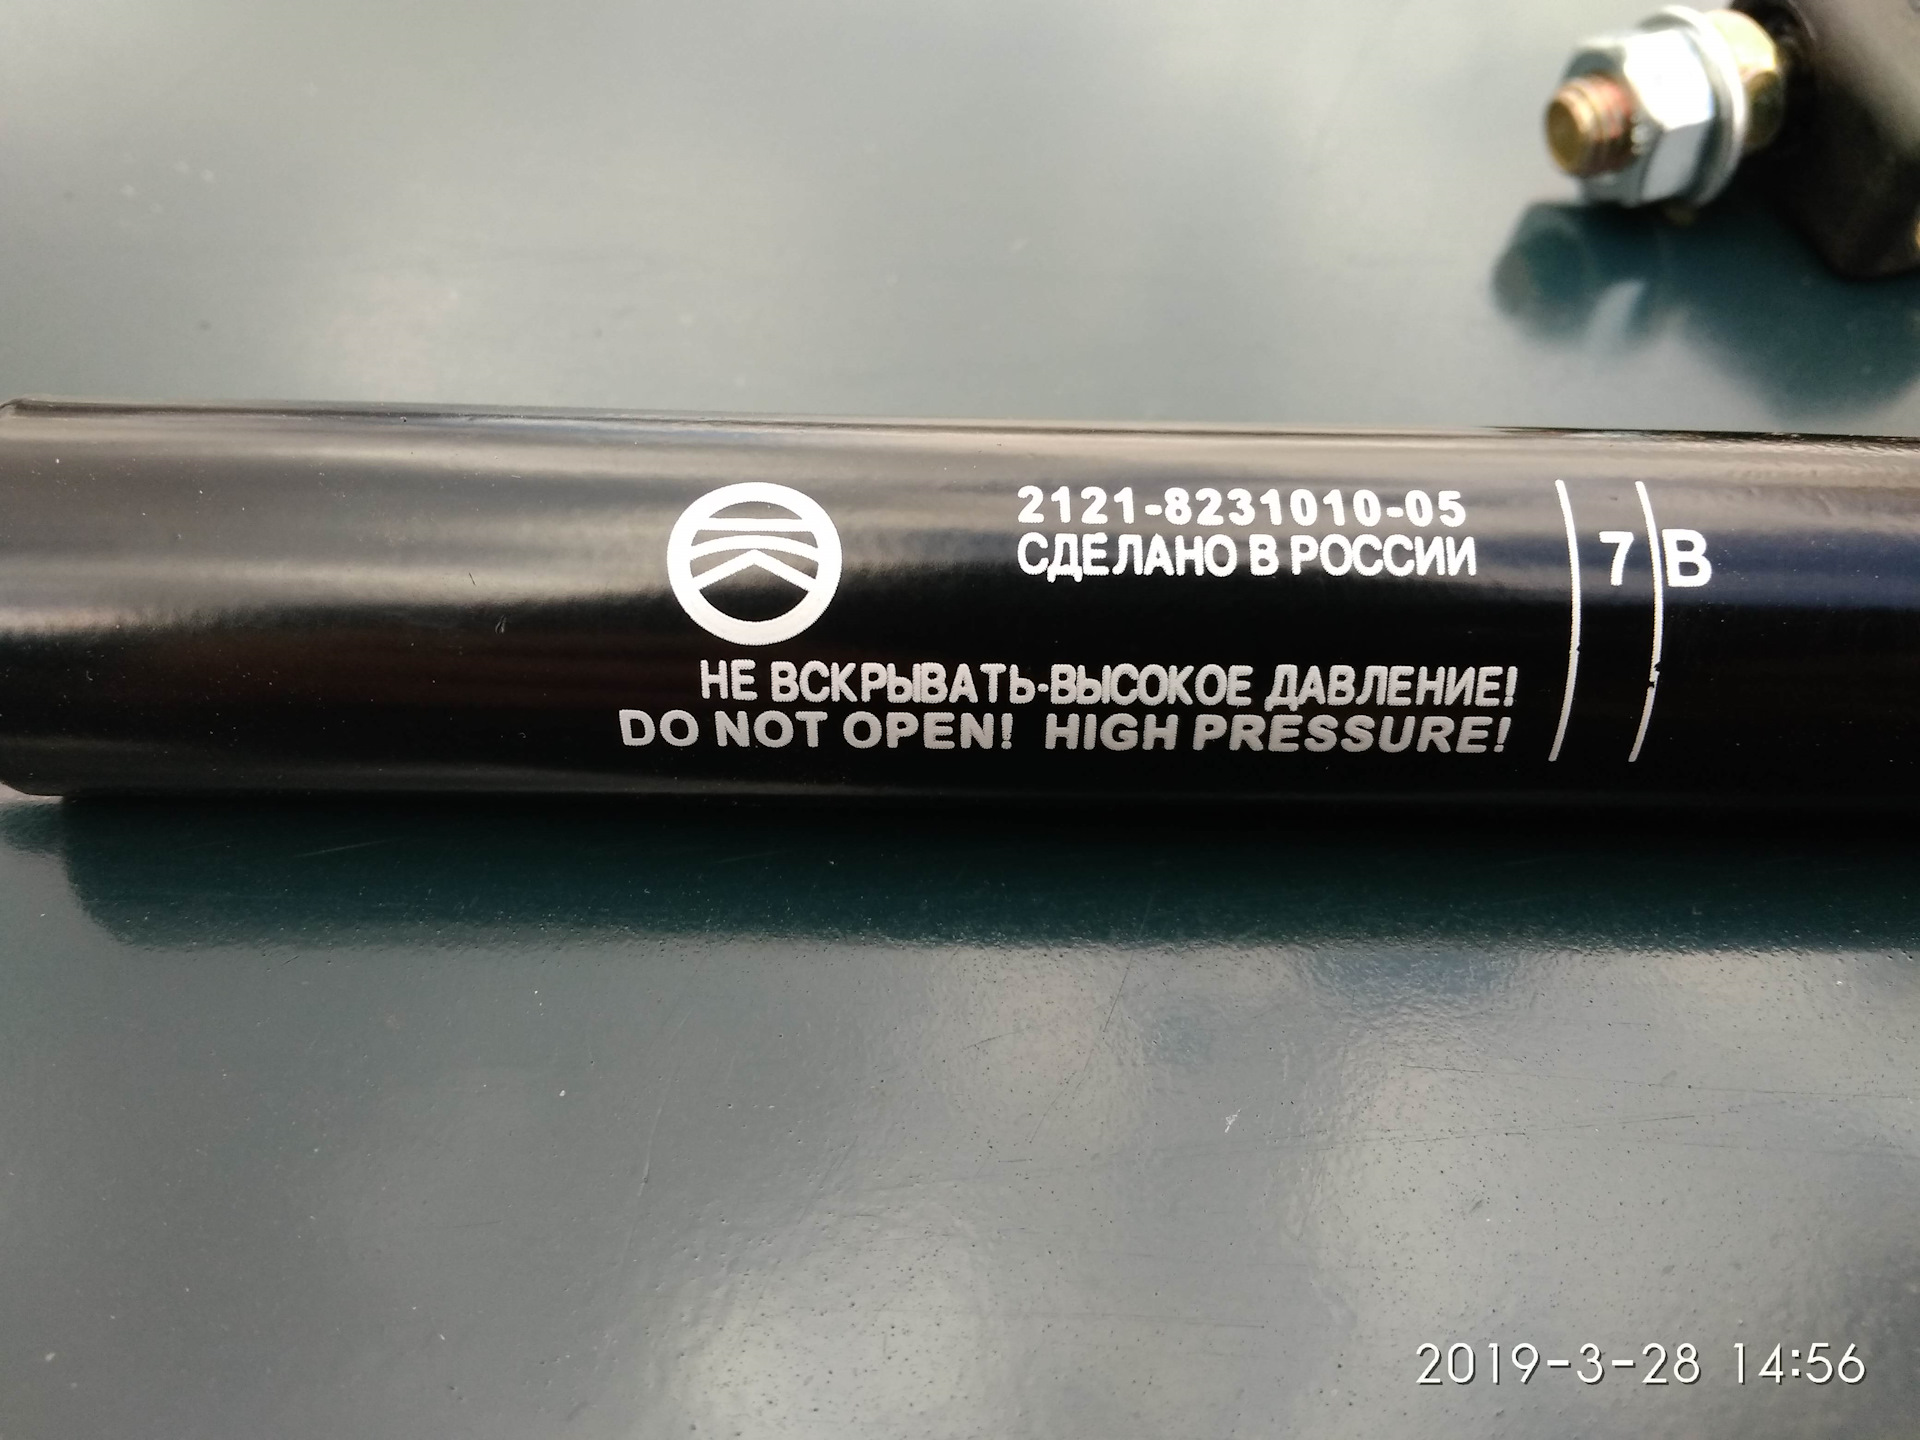 2121-8231010-05
СДЕЛАНО В РОССИИ
7 В
НЕ ВСКРЫВАТЬ-ВЫСОКОЕ ДАВЛЕНИЕ!
DO NOT OPEN! HIGH PRESSURE!
2019-3-28 14:56